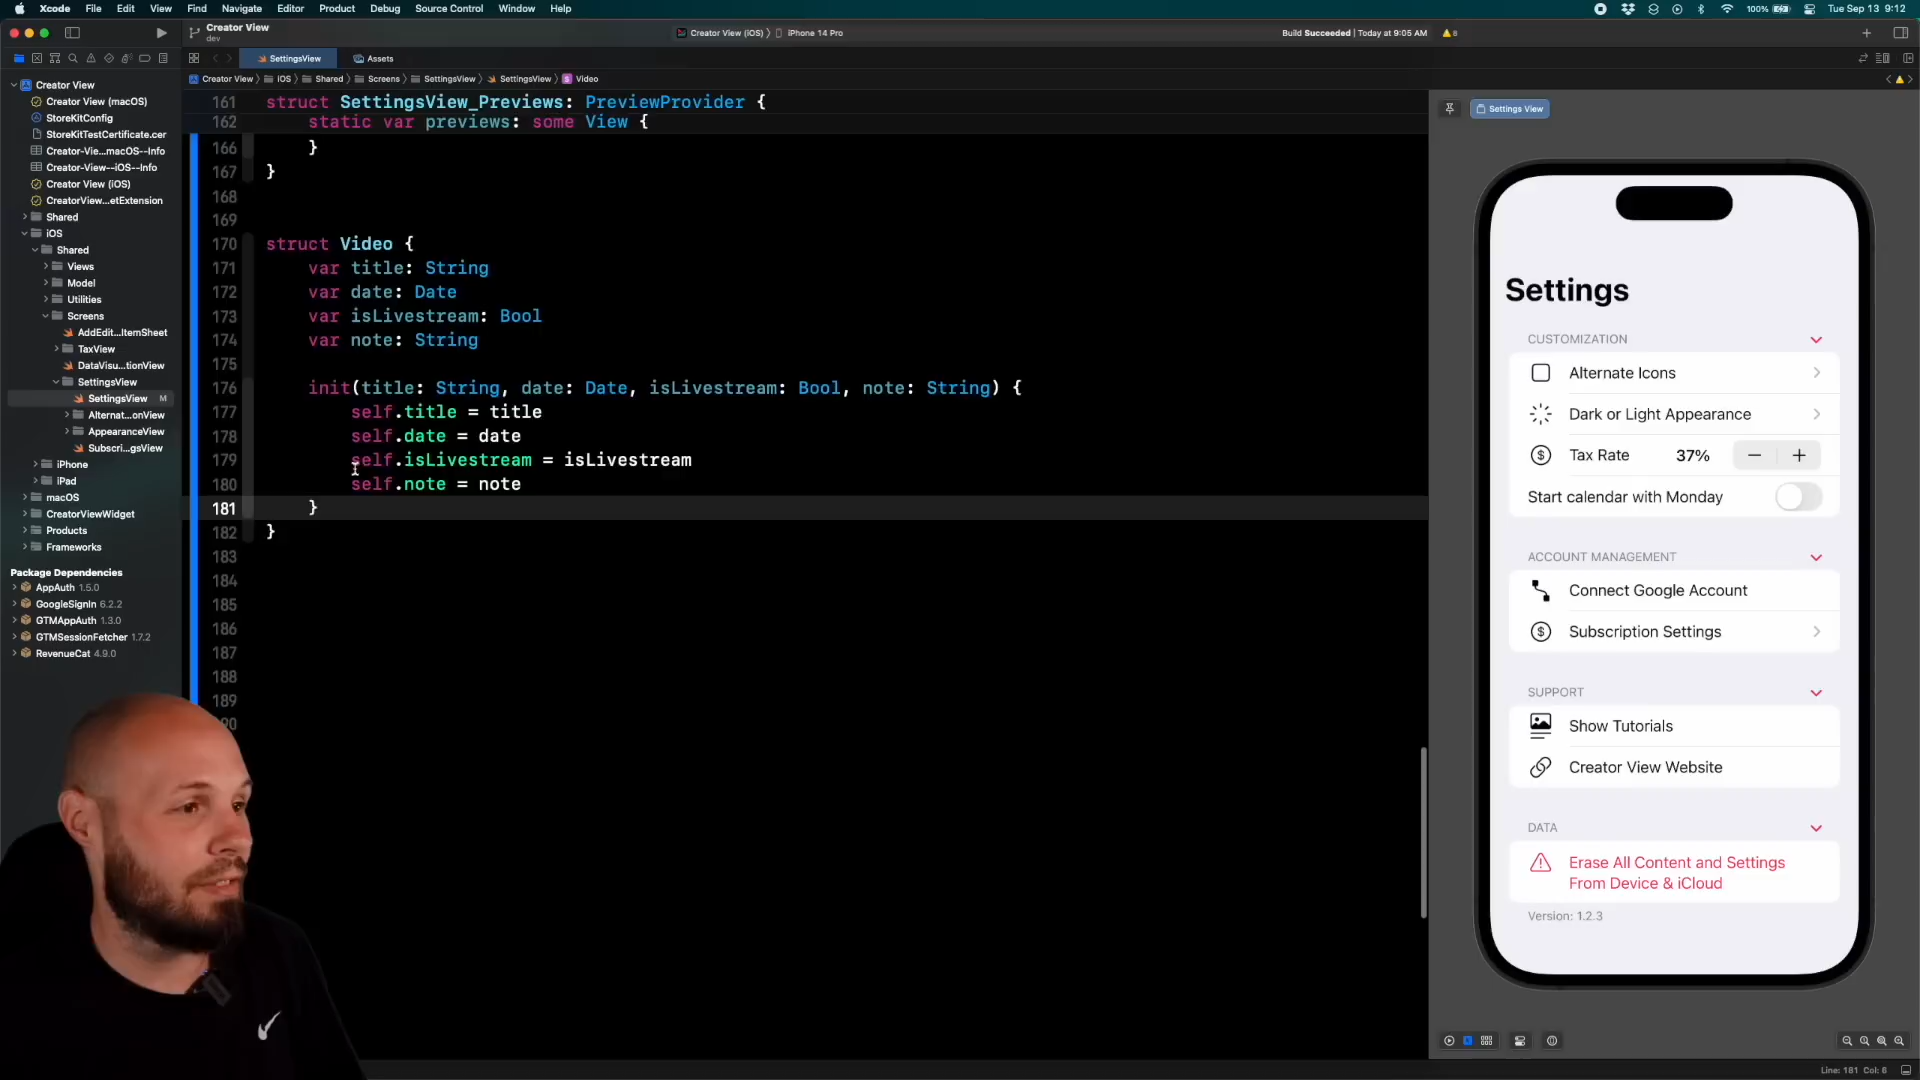 Xcode File Edit View Find Navigate Editor Product Debug Source Control Window Help 100% Tue Sep 13 9:12
Creator View
dev
Creator View (iOS) iPhone 14 Pro
Build Succeeded | Today at 9:05 AM 8
SettingsView Assets
Creator View iOS Shared Screens SettingsView SettingsView Video
Creator View
Creator View (macOS)
StoreKitConfig
StoreKitTestCertificate.cer
Creator-Vie...macOS--Info
Creator-View--iOS--Info
Creator View (iOS)
CreatorView...etExtension
Shared
iOS
Shared
Views
Model
Utilities
Screens
AddEdit...ItemSheet
TaxView
DataVisu...tionView
SettingsView
SettingsView M
Alternat...onView
AppearanceView
Subscri...gsView
iPhone
iPad
macOS
CreatorViewWidget
Products
Frameworks
Package Dependencies
AppAuth 1.5.0
GoogleSignIn 6.2.2
GTMAppAuth 1.3.0
GTMSessionFetcher 1.7.2
RevenueCat 4.9.0
161 struct SettingsView_Previews: PreviewProvider {
162 static var previews: some View {
166 }
167 }
168
169
170 struct Video {
171 var title: String
172 var date: Date
173 var isLivestream: Bool
174 var note: String
175
176 init(title: String, date: Date, isLivestream: Bool, note: String) {
177 self.title = title
178 self.date = date
179 self.isLivestream = isLivestream
180 self.note = note
181 }
182 }
183
184
185
186
187
188
189
Settings View
Settings
CUSTOMIZATION
Alternate Icons
Dark or Light Appearance
Tax Rate 37% − +
Start calendar with Monday
ACCOUNT MANAGEMENT
Connect Google Account
Subscription Settings
SUPPORT
Show Tutorials
Creator View Website
DATA
Erase All Content and Settings
From Device & iCloud
Version: 1.2.3
Line: 181 Col: 6